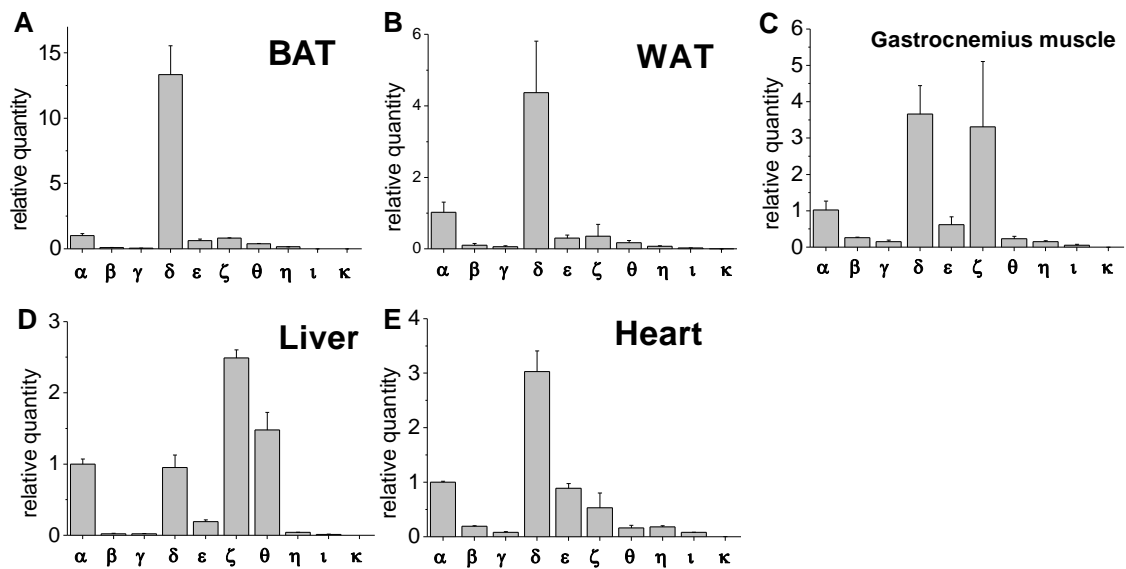 A
BAT
relative quantity
15
10
5
0
α β γ δ ε ζ θ η ι κ
B
WAT
relative quantity
6
4
2
0
α β γ δ ε ζ θ η ι κ
C
Gastrocnemius muscle
relative quantity
6
5
4
3
2
1
0
α β γ δ ε ζ θ η ι κ
D
Liver
relative quantity
3
2
1
0
α β γ δ ε ζ θ η ι κ
E
Heart
relative quantity
4
3
2
1
0
α β γ δ ε ζ θ η ι κ